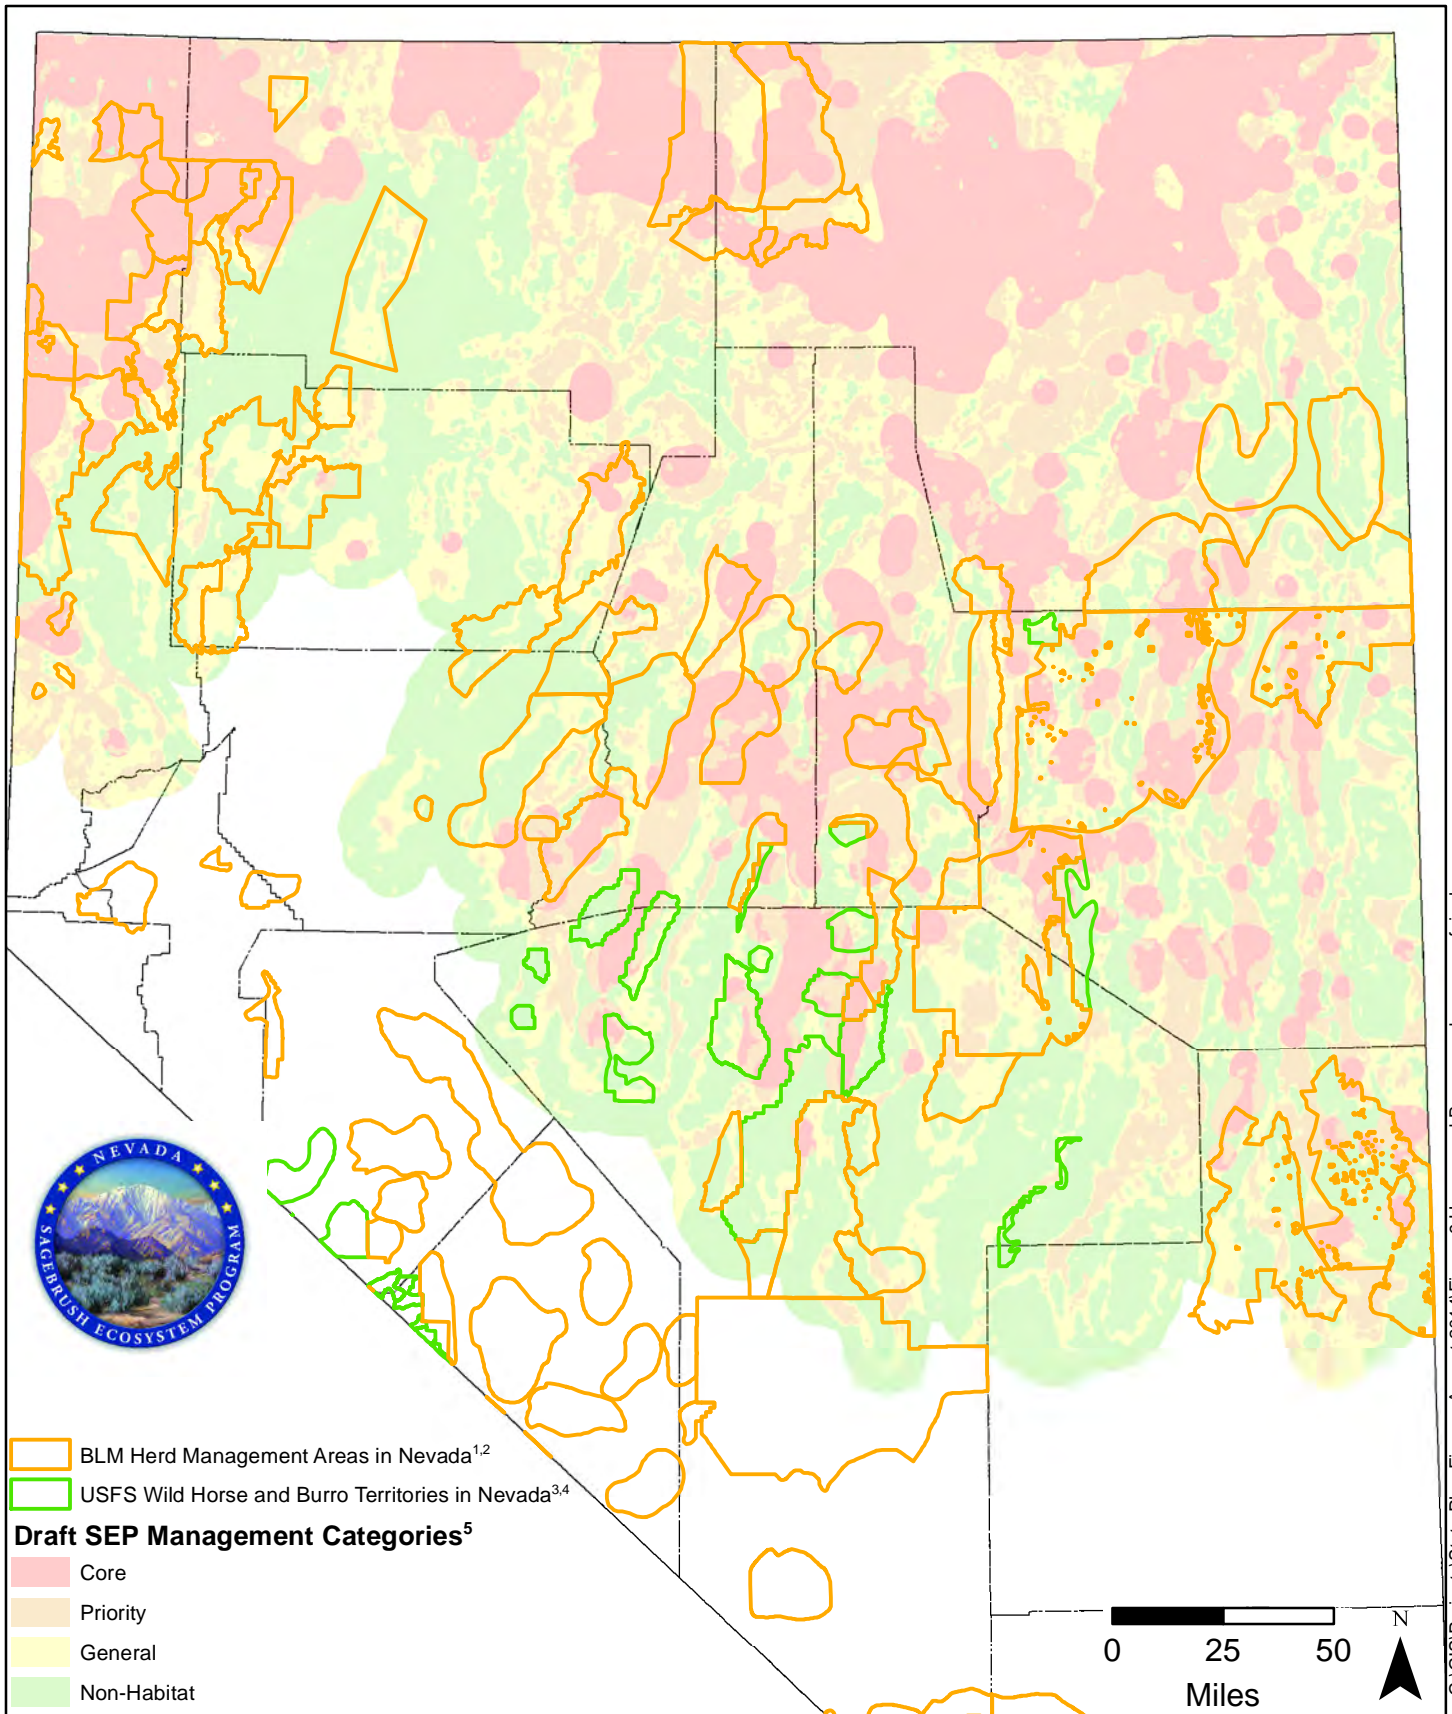 NEVADA
SAGEBRUSH ECOSYSTEM PROGRAM
BLM Herd Management Areas in Nevada1,2
USFS Wild Horse and Burro Territories in Nevada3,4
Draft SEP Management Categories5
Core
Priority
General
Non-Habitat
0 25 50
Miles
N